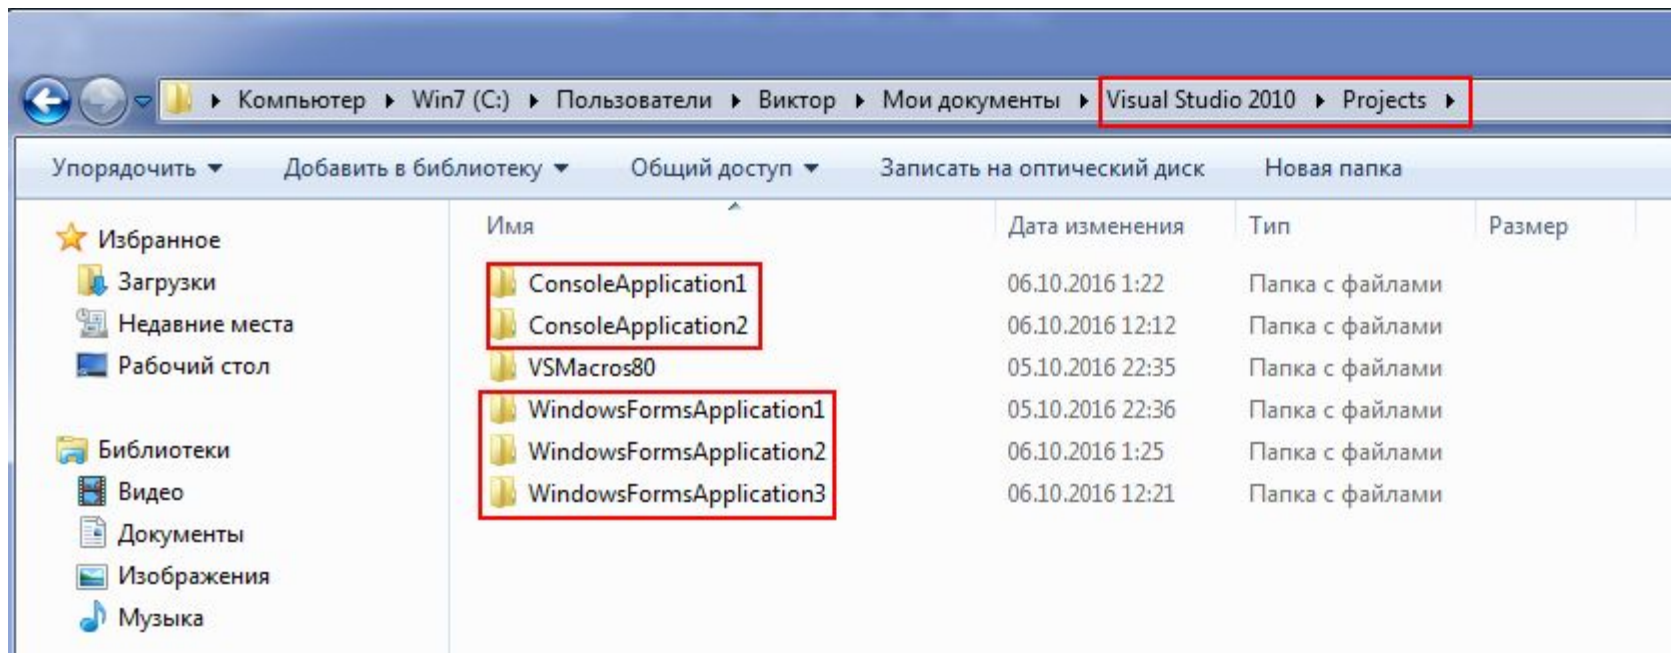 Компьютер Win7 (C:) Пользователи Виктор Мои документы Visual Studio 2010 Projects
Упорядочить Добавить в библиотеку Общий доступ Записать на оптический диск Новая папка
Избранное
Загрузки
Недавние места
Рабочий стол
Библиотеки
Видео
Документы
Изображения
Музыка
Имя Дата изменения Тип Размер
ConsoleApplication1 06.10.2016 1:22 Папка с файлами
ConsoleApplication2 06.10.2016 12:12 Папка с файлами
VSMacros80 05.10.2016 22:35 Папка с файлами
WindowsFormsApplication1 05.10.2016 22:36 Папка с файлами
WindowsFormsApplication2 06.10.2016 1:25 Папка с файлами
WindowsFormsApplication3 06.10.2016 12:21 Папка с файлами